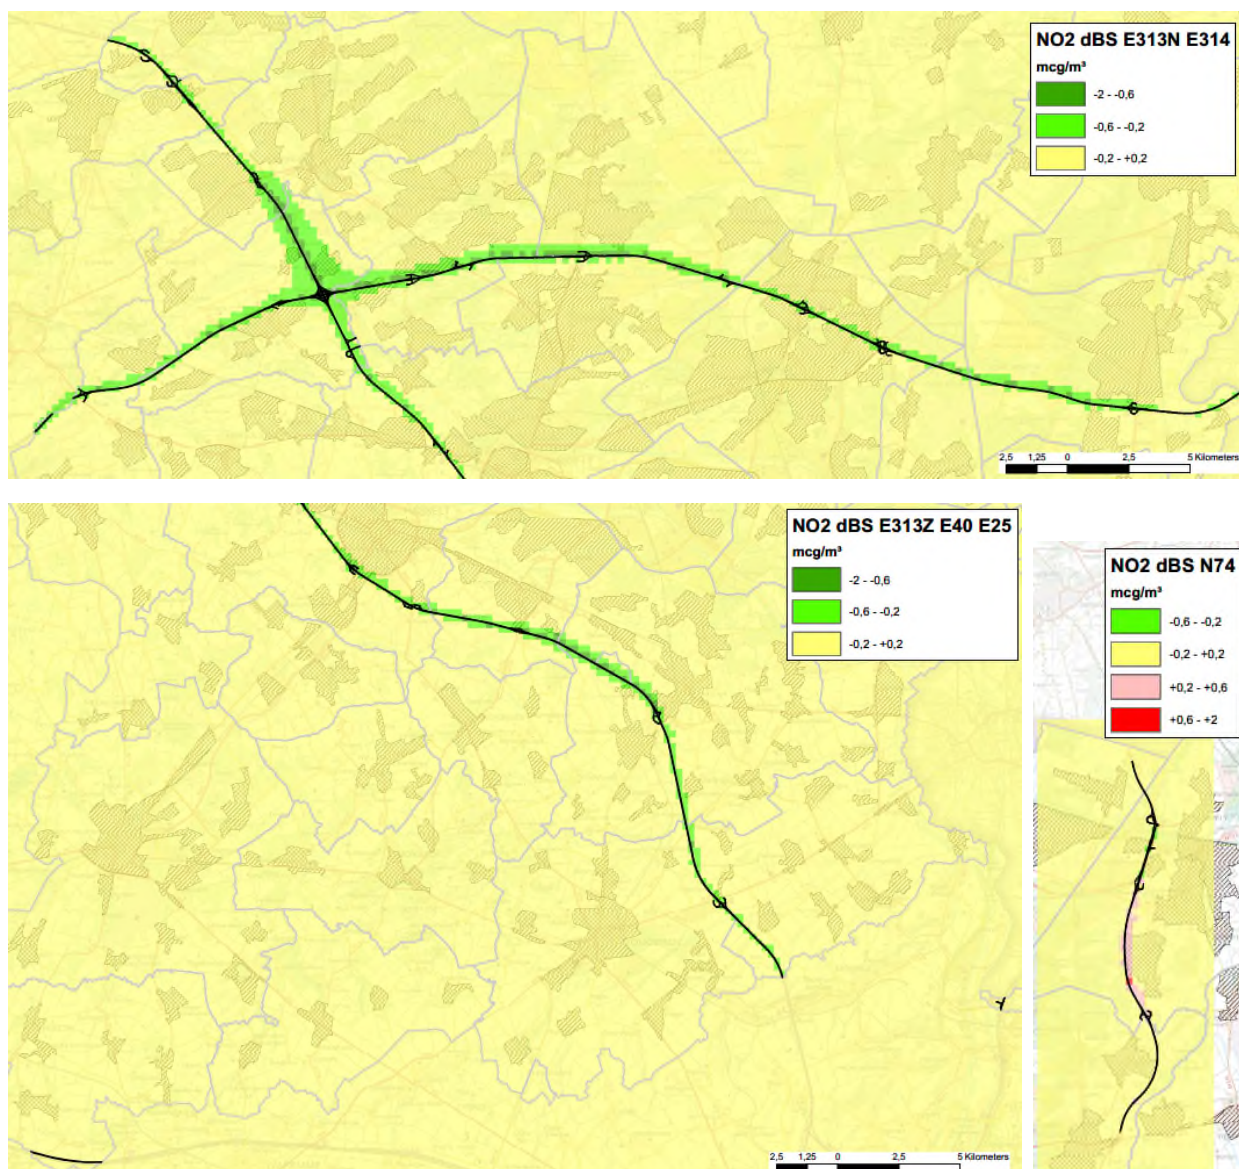 NO2 dBS E313N E314
mcg/m³
-2 - -0,6
-0,6 - -0,2
-0,2 - +0,2
2,5 1,25 0 2,5 5 Kilometers
NO2 dBS E313Z E40 E25
mcg/m³
-2 - -0,6
-0,6 - -0,2
-0,2 - +0,2
2,5 1,25 0 2,5 5 Kilometers
NO2 dBS N74
mcg/m³
-0,6 - -0,2
-0,2 - +0,2
+0,2 - +0,6
+0,6 - +2